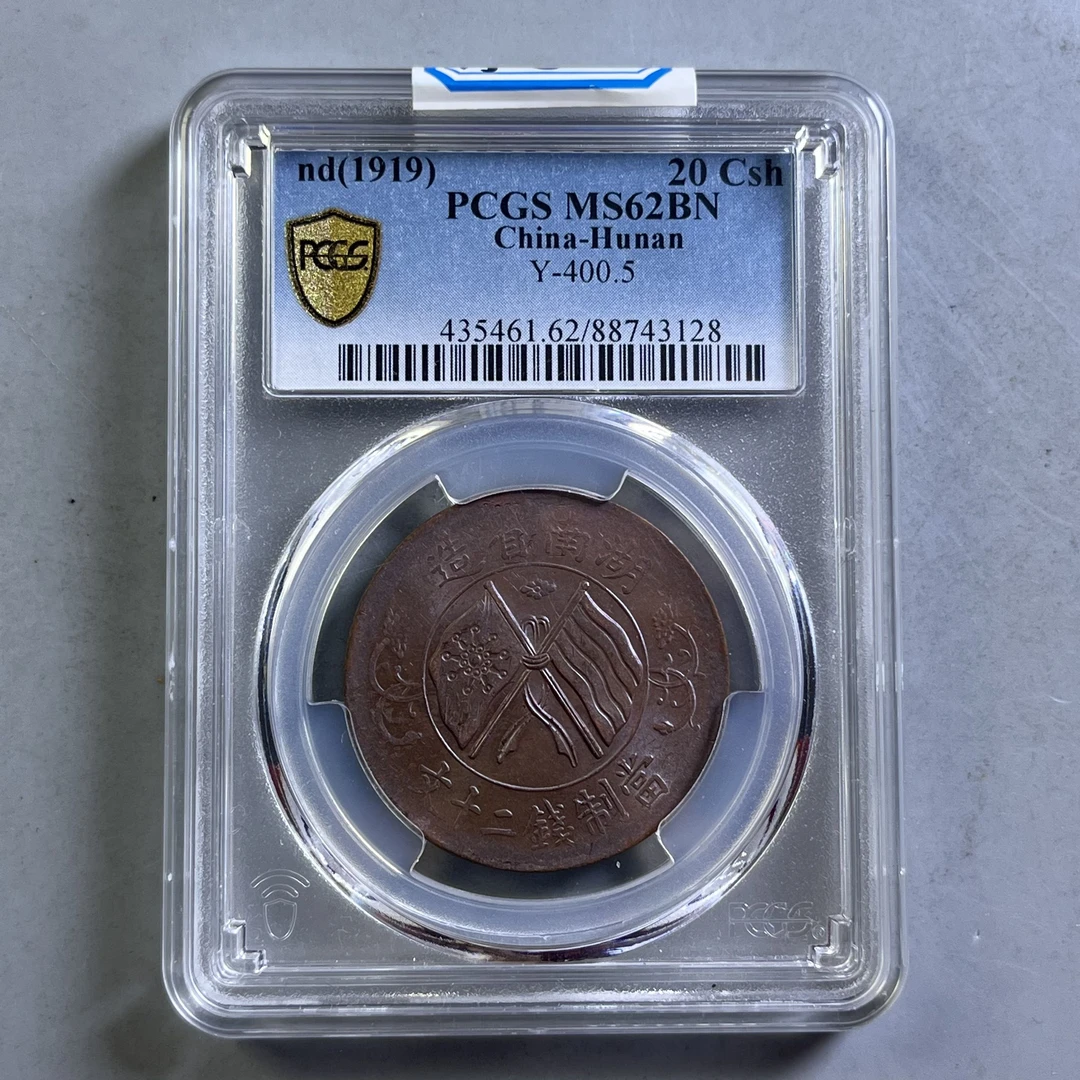 nd(1919) 20 Csh
PCGS MS62BN
China-Hunan
PCGS
Y-400.5
435461.62/88743128
湖南省造
當制錢二十文
PCGS